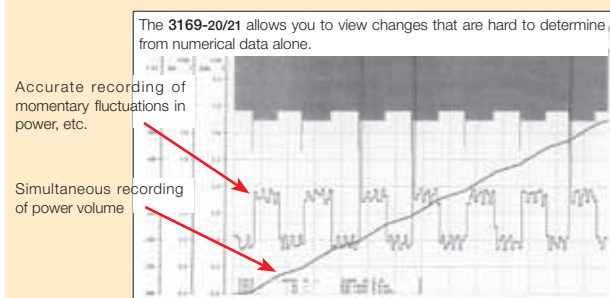 The 3169-20/21 allows you to view changes that are hard to determine
from numerical data alone.
Accurate recording of
momentary fluctuations in
power, etc.
Simultaneous recording
of power volume